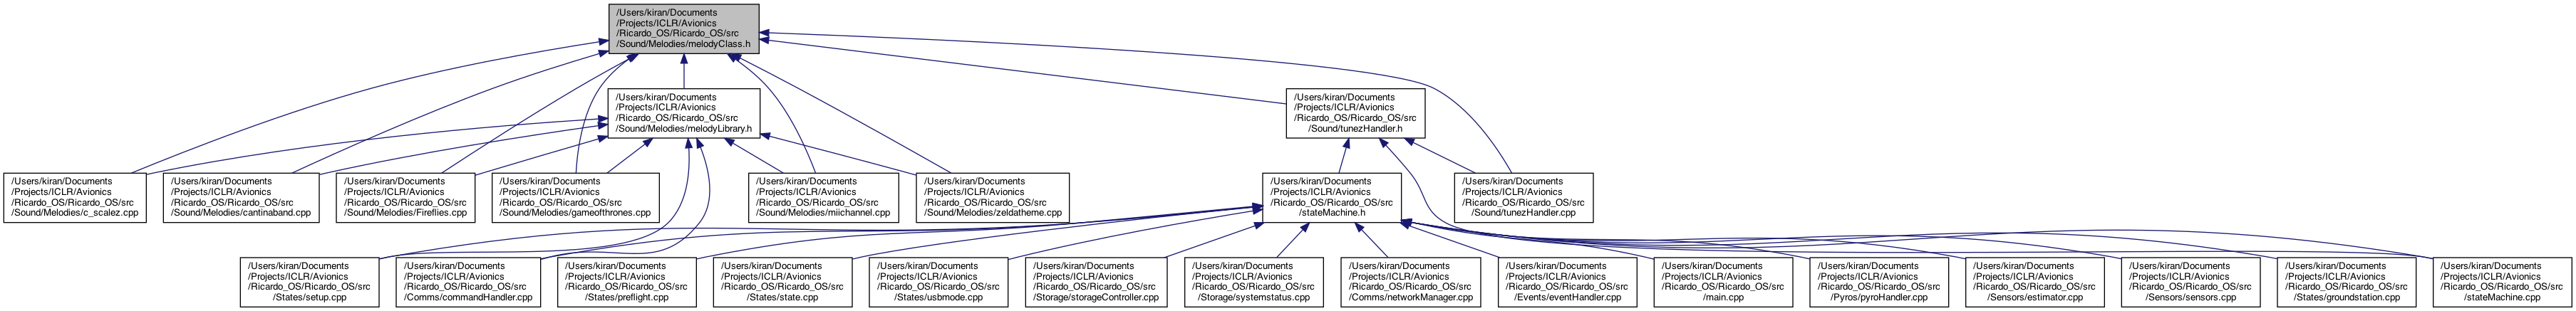 /Users/kiran/Documents
/Projects/ICLR/Avionics
/Ricardo_OS/Ricardo_OS/src
/Sound/Melodies/melodyClass.h
/Users/kiran/Documents
/Projects/ICLR/Avionics
/Ricardo_OS/Ricardo_OS/src
/Sound/Melodies/melodyLibrary.h
/Users/kiran/Documents
/Projects/ICLR/Avionics
/Ricardo_OS/Ricardo_OS/src
/Sound/tunezHandler.h
/Users/kiran/Documents
/Projects/ICLR/Avionics
/Ricardo_OS/Ricardo_OS/src
/Sound/Melodies/c_scalez.cpp
/Users/kiran/Documents
/Projects/ICLR/Avionics
/Ricardo_OS/Ricardo_OS/src
/Sound/Melodies/cantinaband.cpp
/Users/kiran/Documents
/Projects/ICLR/Avionics
/Ricardo_OS/Ricardo_OS/src
/Sound/Melodies/Fireflies.cpp
/Users/kiran/Documents
/Projects/ICLR/Avionics
/Ricardo_OS/Ricardo_OS/src
/Sound/Melodies/gameofthrones.cpp
/Users/kiran/Documents
/Projects/ICLR/Avionics
/Ricardo_OS/Ricardo_OS/src
/Sound/Melodies/miichannel.cpp
/Users/kiran/Documents
/Projects/ICLR/Avionics
/Ricardo_OS/Ricardo_OS/src
/Sound/Melodies/zeldatheme.cpp
/Users/kiran/Documents
/Projects/ICLR/Avionics
/Ricardo_OS/Ricardo_OS/src
/stateMachine.h
/Users/kiran/Documents
/Projects/ICLR/Avionics
/Ricardo_OS/Ricardo_OS/src
/Sound/tunezHandler.cpp
/Users/kiran/Documents
/Projects/ICLR/Avionics
/Ricardo_OS/Ricardo_OS/src
/States/setup.cpp
/Users/kiran/Documents
/Projects/ICLR/Avionics
/Ricardo_OS/Ricardo_OS/src
/Comms/commandHandler.cpp
/Users/kiran/Documents
/Projects/ICLR/Avionics
/Ricardo_OS/Ricardo_OS/src
/States/preflight.cpp
/Users/kiran/Documents
/Projects/ICLR/Avionics
/Ricardo_OS/Ricardo_OS/src
/States/state.cpp
/Users/kiran/Documents
/Projects/ICLR/Avionics
/Ricardo_OS/Ricardo_OS/src
/States/usbmode.cpp
/Users/kiran/Documents
/Projects/ICLR/Avionics
/Ricardo_OS/Ricardo_OS/src
/Storage/storageController.cpp
/Users/kiran/Documents
/Projects/ICLR/Avionics
/Ricardo_OS/Ricardo_OS/src
/Storage/systemstatus.cpp
/Users/kiran/Documents
/Projects/ICLR/Avionics
/Ricardo_OS/Ricardo_OS/src
/Comms/networkManager.cpp
/Users/kiran/Documents
/Projects/ICLR/Avionics
/Ricardo_OS/Ricardo_OS/src
/Events/eventHandler.cpp
/Users/kiran/Documents
/Projects/ICLR/Avionics
/Ricardo_OS/Ricardo_OS/src
/main.cpp
/Users/kiran/Documents
/Projects/ICLR/Avionics
/Ricardo_OS/Ricardo_OS/src
/Pyros/pyroHandler.cpp
/Users/kiran/Documents
/Projects/ICLR/Avionics
/Ricardo_OS/Ricardo_OS/src
/Sensors/estimator.cpp
/Users/kiran/Documents
/Projects/ICLR/Avionics
/Ricardo_OS/Ricardo_OS/src
/Sensors/sensors.cpp
/Users/kiran/Documents
/Projects/ICLR/Avionics
/Ricardo_OS/Ricardo_OS/src
/States/groundstation.cpp
/Users/kiran/Documents
/Projects/ICLR/Avionics
/Ricardo_OS/Ricardo_OS/src
/stateMachine.cpp